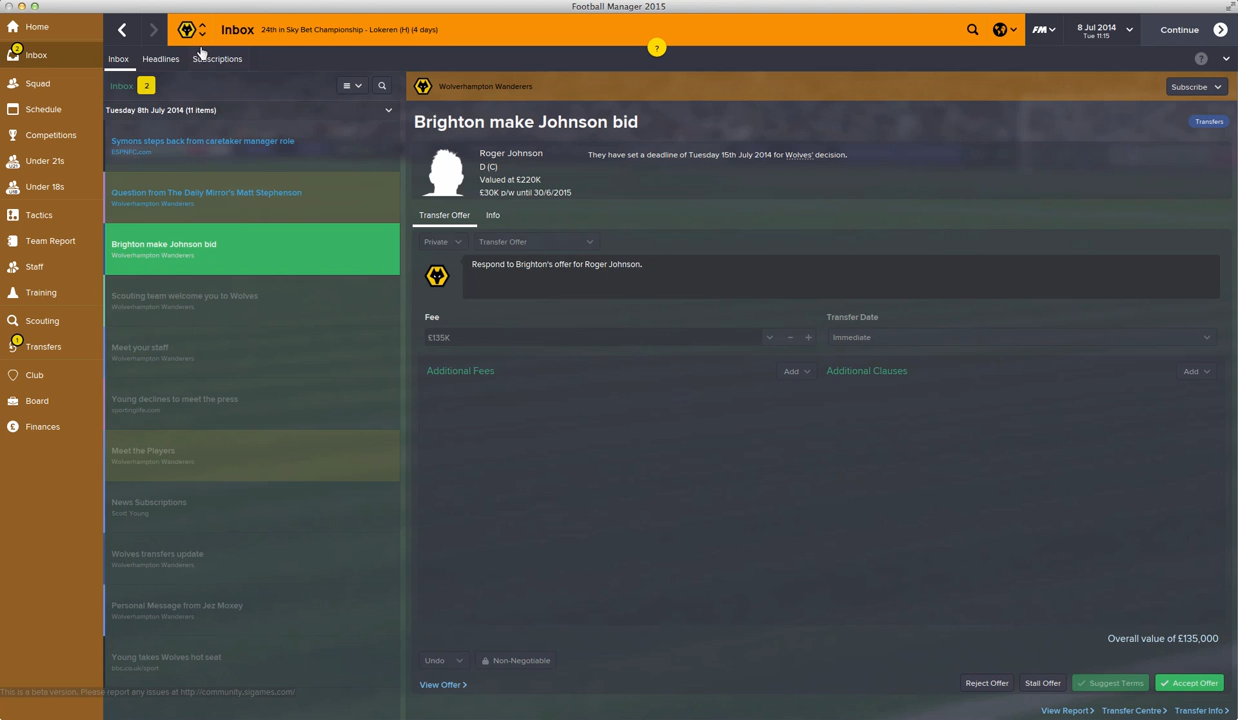 Football Manager 2015
Home
2
Inbox
Squad
Schedule
Competitions
Under 21s
Under 18s
Tactics
Team Report
Staff
Training
Scouting
1
Transfers
Club
Board
Finances
Inbox 24th in Sky Bet Championship - Lokeren (H) (4 days)
?
FM
8 Jul 2014
Tue 11:15
Continue
Inbox Headlines Subscriptions
?
Inbox 2
Tuesday 8th July 2014 (11 items)
Symons steps back from caretaker manager role
ESPNFC.com
Question from The Daily Mirror's Matt Stephenson
Wolverhampton Wanderers
Brighton make Johnson bid
Wolverhampton Wanderers
Scouting team welcome you to Wolves
Wolverhampton Wanderers
Meet your staff
Wolverhampton Wanderers
Young declines to meet the press
sportinglife.com
Meet the Players
Wolverhampton Wanderers
News Subscriptions
Scott Young
Wolves transfers update
Wolverhampton Wanderers
Personal Message from Jez Moxey
Wolverhampton Wanderers
Young takes Wolves hot seat
bbc.co.uk/sport
This is a beta version. Please report any issues at http://community.sigames.com/
Wolverhampton Wanderers
Subscribe
Brighton make Johnson bid
Transfers
Roger Johnson
D (C)
Valued at £220K
£30K p/w until 30/6/2015
They have set a deadline of Tuesday 15th July 2014 for Wolves' decision.
Transfer Offer Info
Private Transfer Offer
Respond to Brighton's offer for Roger Johnson.
Fee
£135K
Transfer Date
Immediate
Additional Fees
Add
Additional Clauses
Add
Overall value of £135,000
Undo Non-Negotiable
View Offer>
Reject Offer Stall Offer Suggest Terms Accept Offer
View Report> Transfer Centre> Transfer Info>